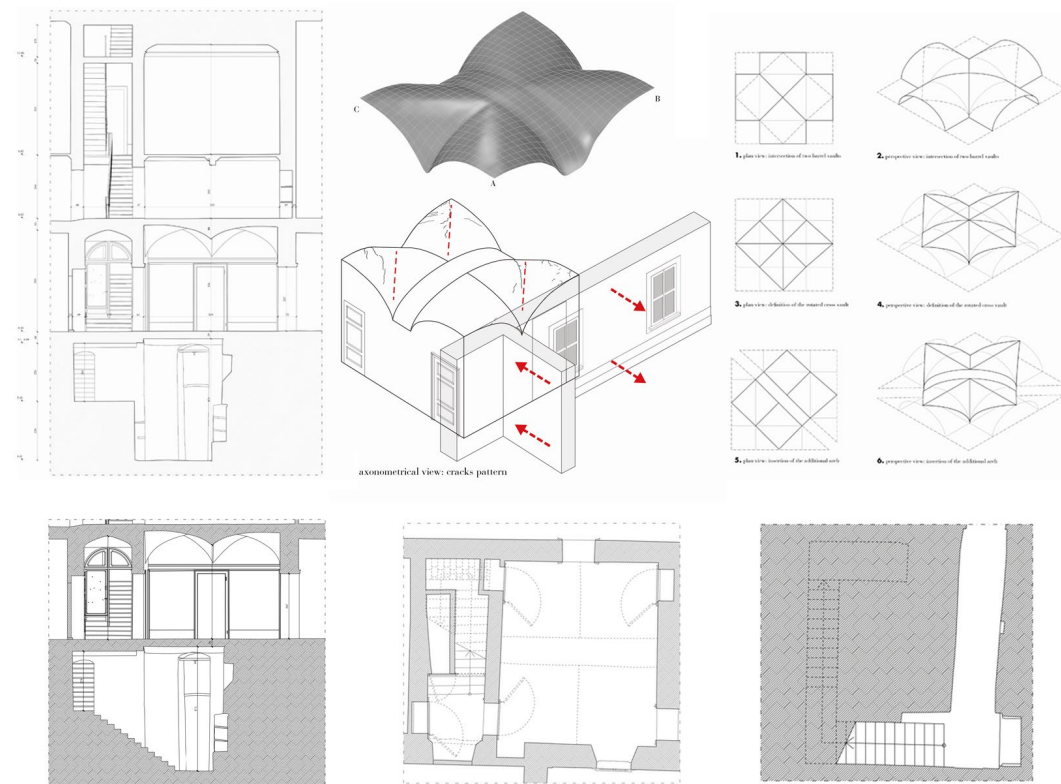 C
B
A
axonometrical view: cracks pattern
1. plan view: intersection of two barrel vaults
2. perspective view: intersection of two barrel vaults
3. plan view: definition of the rotated cross vault
4. perspective view: definition of the rotated cross vault
5. plan view: insertion of the additional arch
6. perspective view: insertion of the additional arch